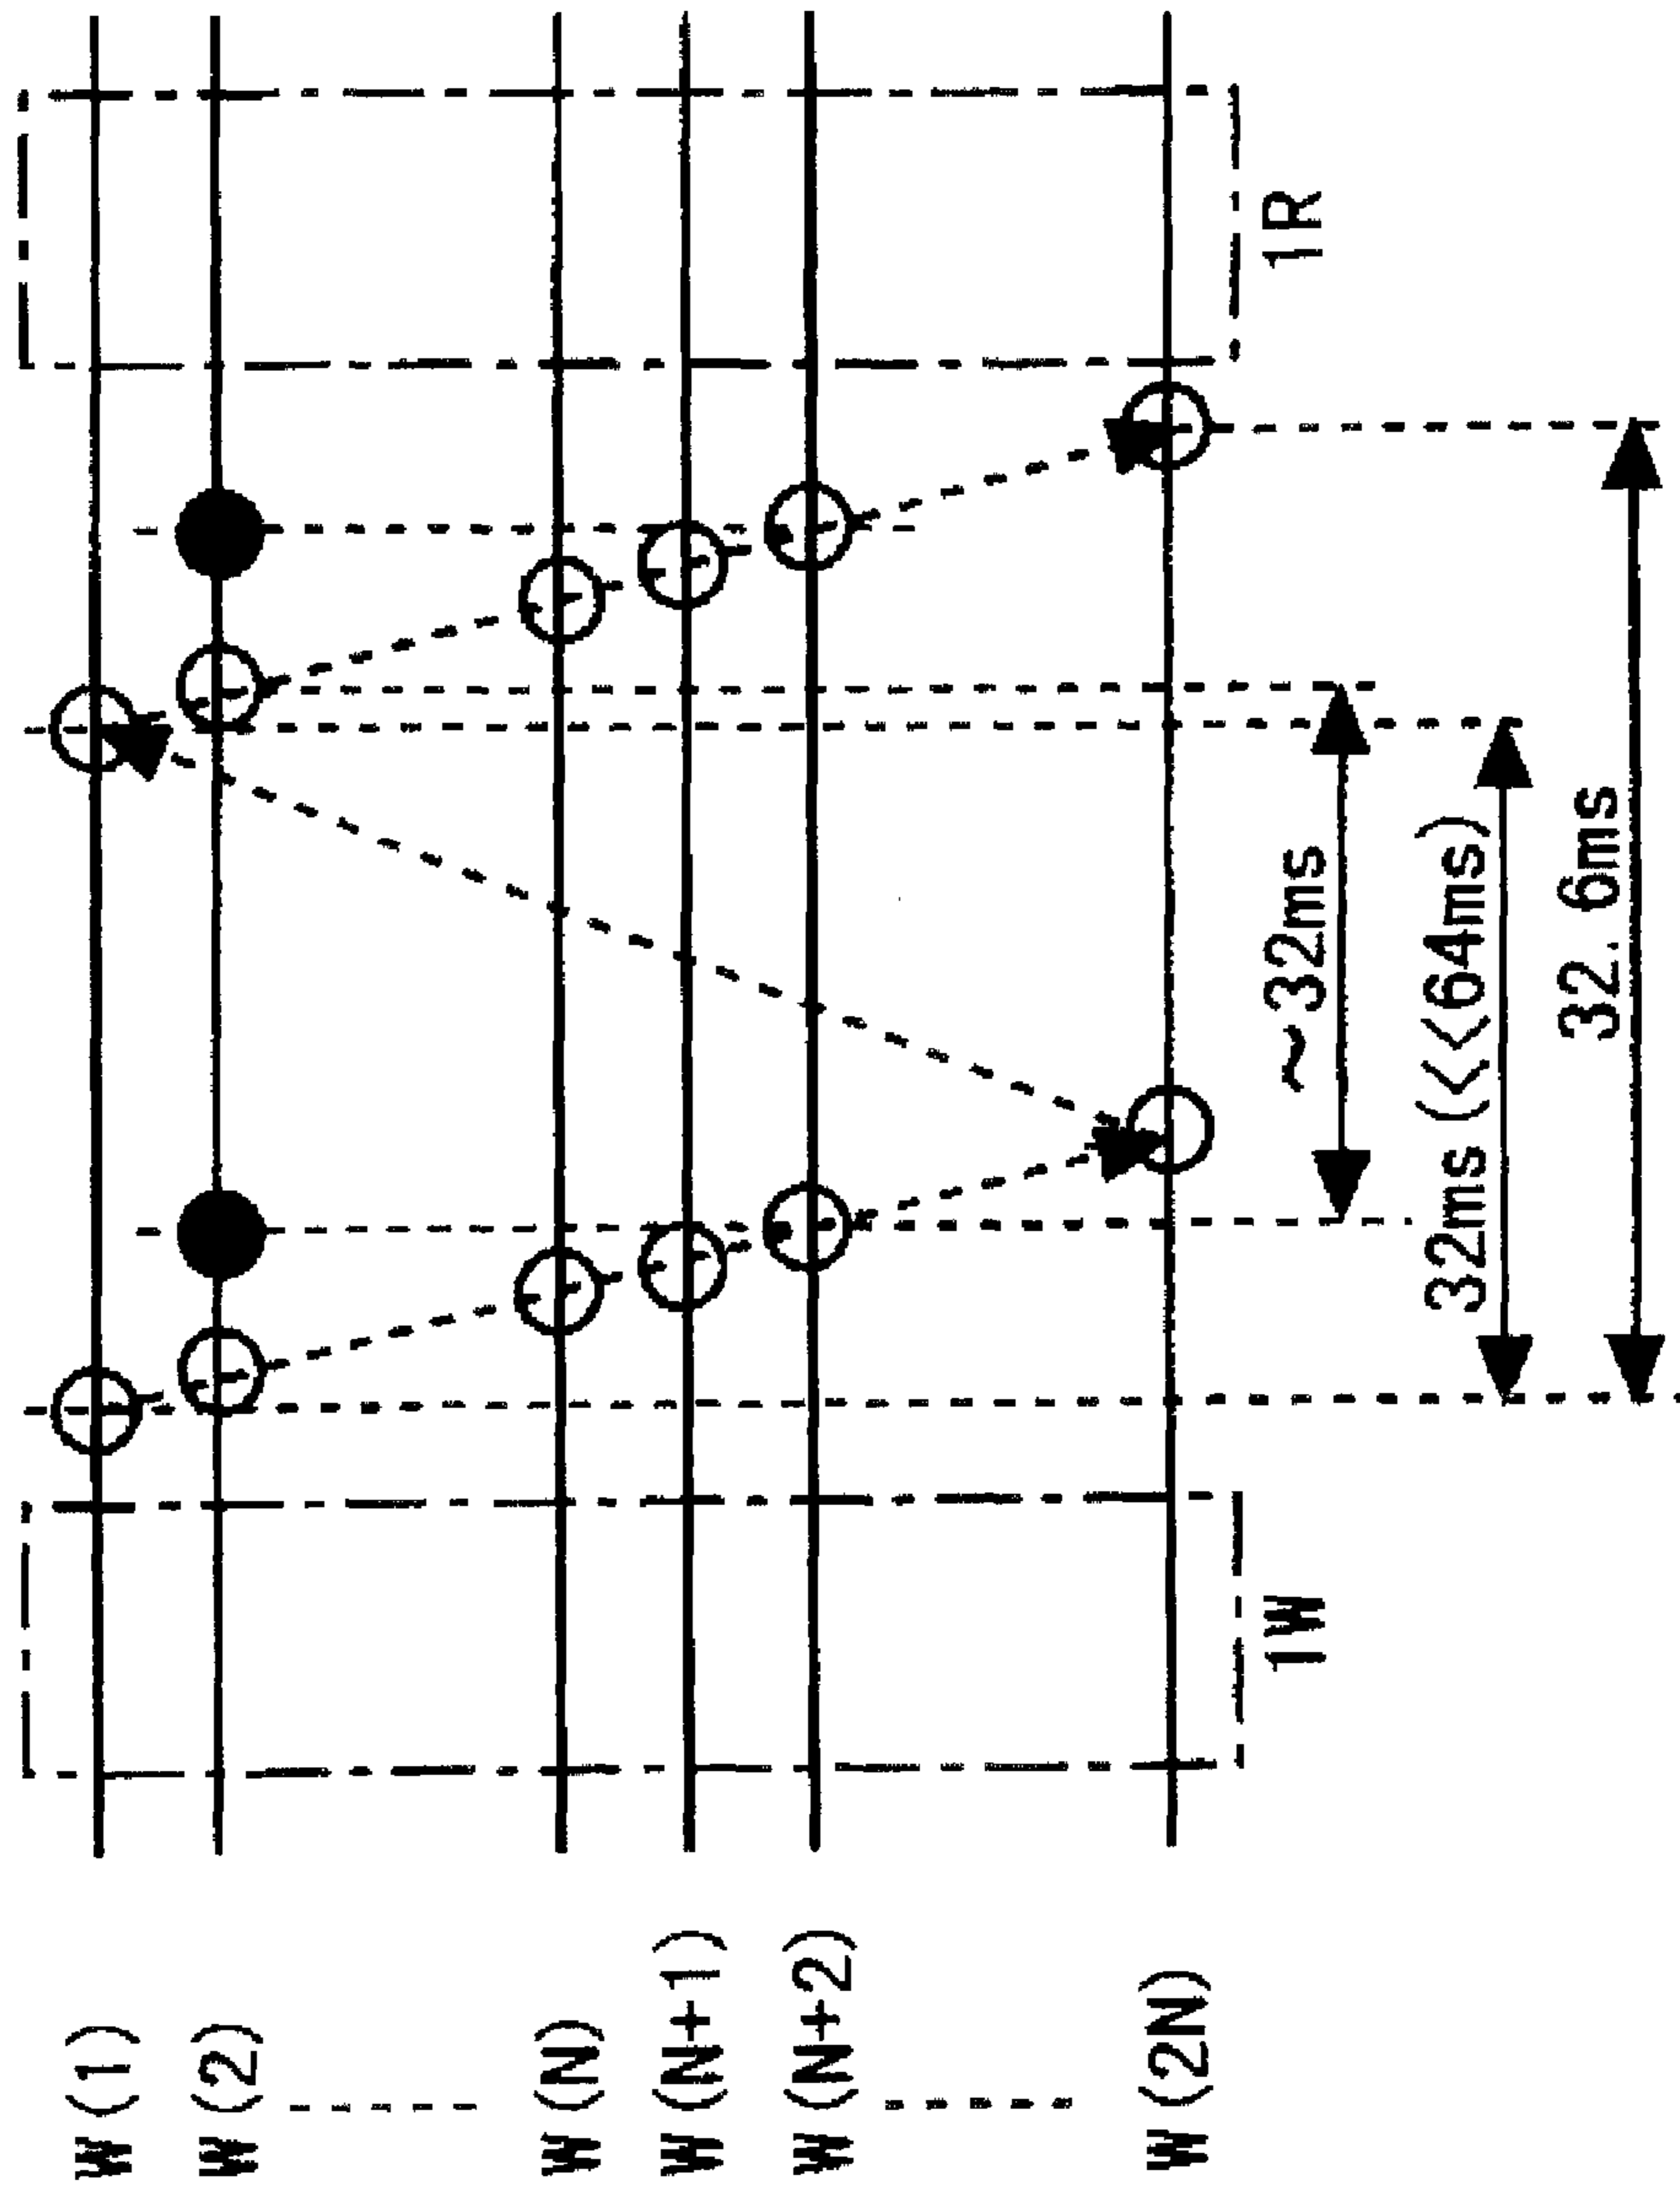 W(1)
W(2)
W(N)
W(N+1)
W(N+2)
W(2N)
1W
1R
~32ms
32ms(<<64ms)
32.6ms